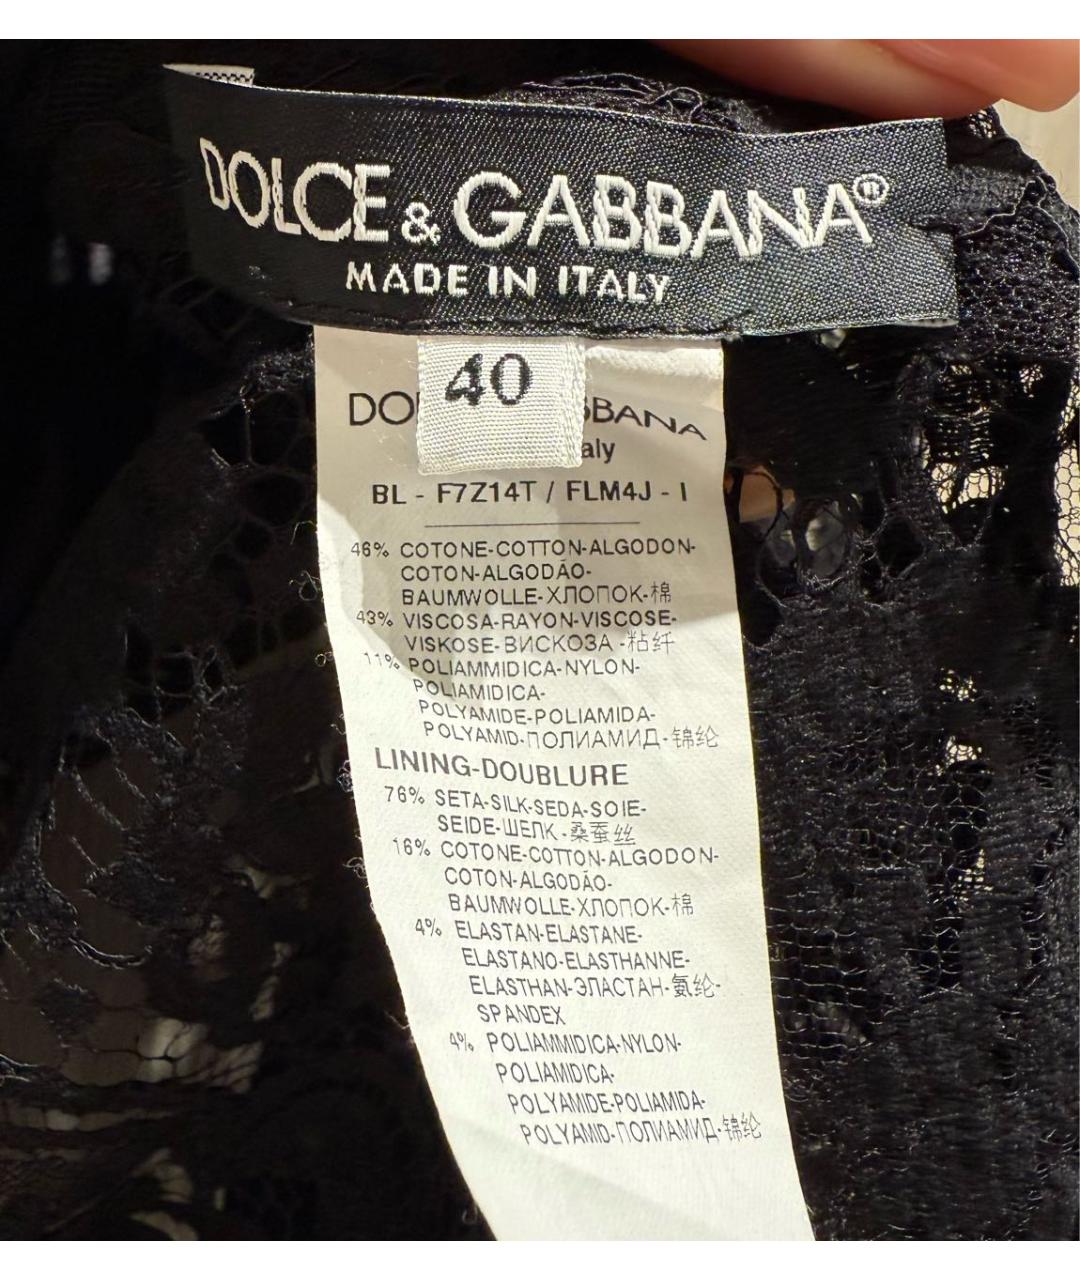 DOLCE & GABBANA®
MADE IN ITALY
40
BL - F7Z14T / FLM4J - I
46% COTONE-COTTON-ALGODON-
COTON-ALGODÃO-
BAUMWOLLE-ХЛОПОК-棉
43% VISCOSA-RAYON-VISCOSE-
VISKOSE-ВИСКОЗА -粘纤
11% POLIAMMIDICA-NYLON-
POLIAMIDICA-
POLYAMIDE-POLIAMIDA-
POLYAMID-ПОЛИАМИД-锦纶
LINING-DOUBLURE
76% SETA-SILK-SEDA-SOIE-
SEIDE-ШЕЛК-桑蚕丝
16% COTONE-COTTON-ALGODON-
COTON-ALGODÃO-
BAUMWOLLE-ХЛОПОК-棉
4% ELASTAN-ELASTANE-
ELASTANO-ELASTHANNE-
ELASTHAN-ЭЛАСТАН-氨纶-
SPANDEX
4% POLIAMMIDICA-NYLON-
POLIAMIDICA-
POLYAMIDE-POLIAMIDA-
POLYAMID-ПОЛИАМИД-锦纶